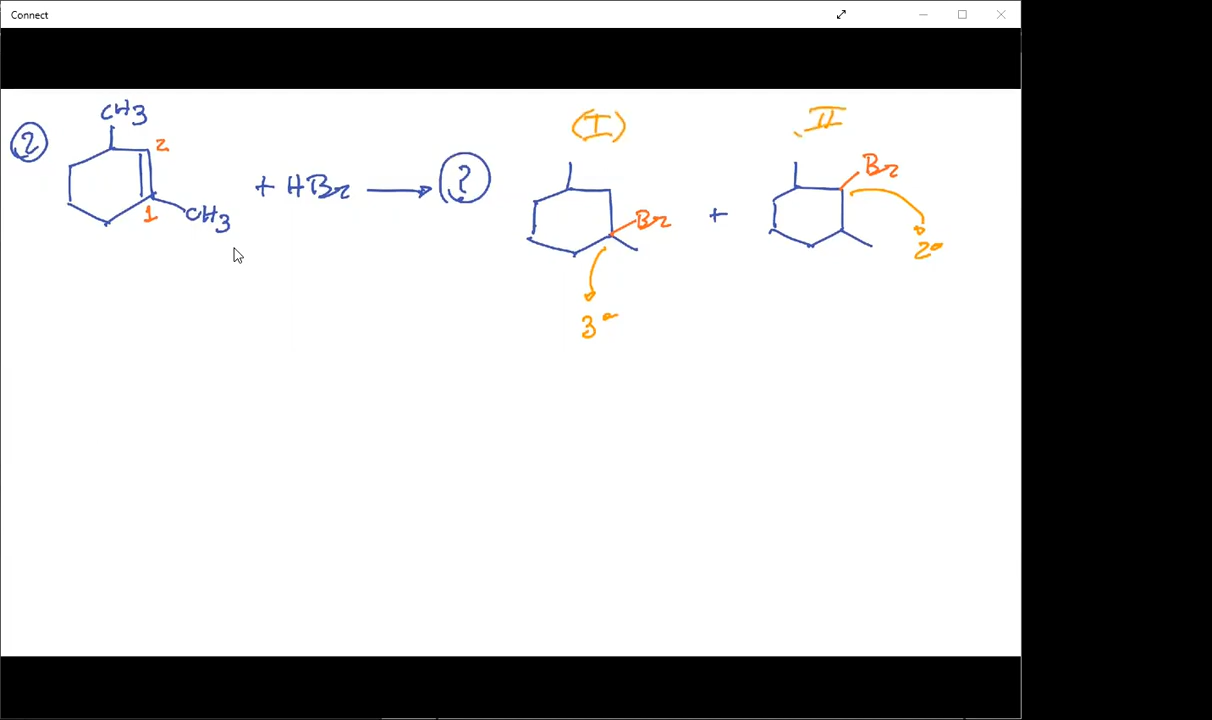 Connect
CH3
2
2
1
CH3
+ HBr
?
(I)
Br
3°
+
II
Br
2°